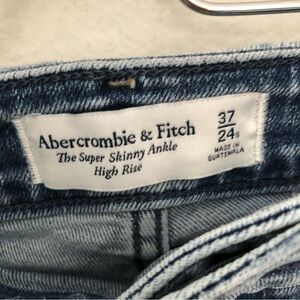 Abercrombie & Fitch
The Super Skinny Ankle
High Rise
37
24s
MADE IN
GUATEMALA